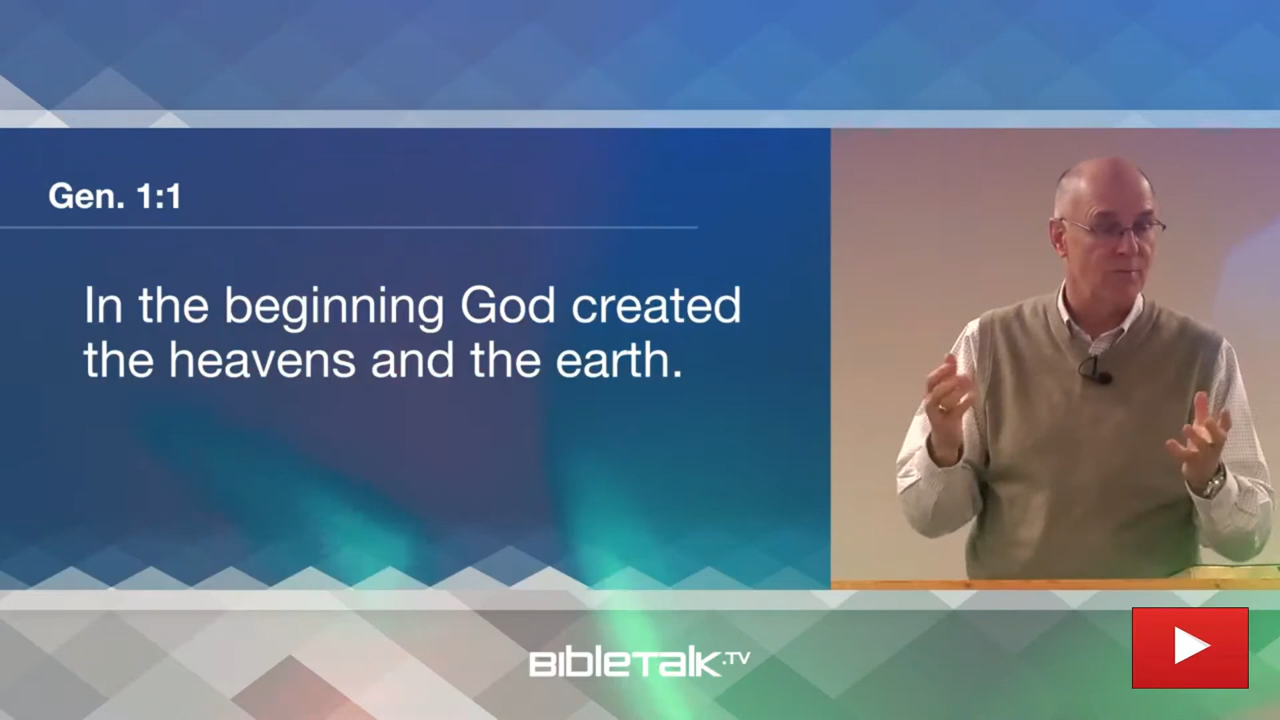 Gen. 1:1
In the beginning God created
the heavens and the earth.
BIBLETALK.TV